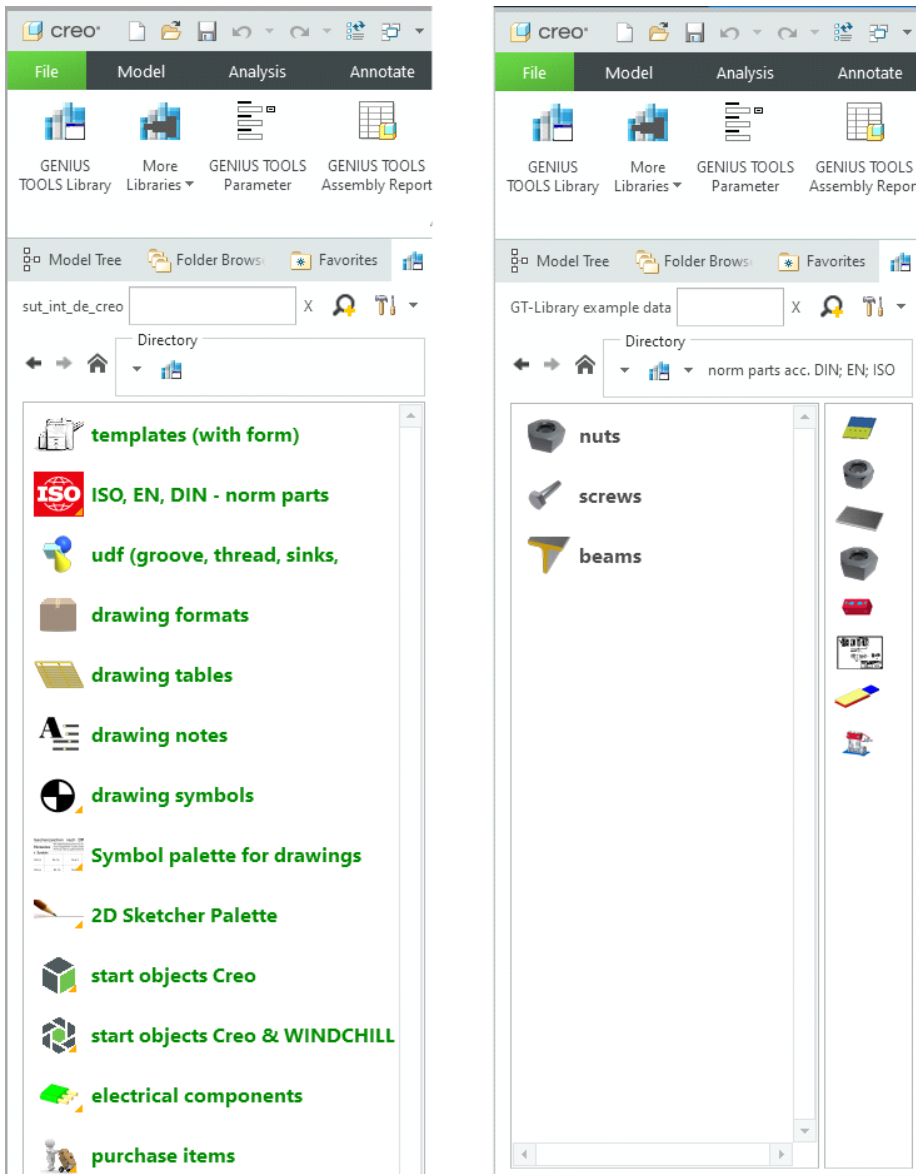 creo®
File Model Analysis Annotate
GENIUS
TOOLS Library
More
Libraries
GENIUS TOOLS
Parameter
GENIUS TOOLS
Assembly Report
Model Tree Folder Brows Favorites
sut_int_de_creo X
Directory
templates (with form)
ISO ISO, EN, DIN - norm parts
udf (groove, thread, sinks,
drawing formats
drawing tables
A drawing notes
drawing symbols
Symbol palette for drawings
2D Sketcher Palette
start objects Creo
start objects Creo & WINDCHILL
electrical components
purchase items
creo®
File Model Analysis Annotate
GENIUS
TOOLS Library
More
Libraries
GENIUS TOOLS
Parameter
GENIUS TOOLS
Assembly Repor
Model Tree Folder Brows Favorites
GT-Library example data X
Directory
norm parts acc. DIN; EN; ISO
nuts
screws
beams